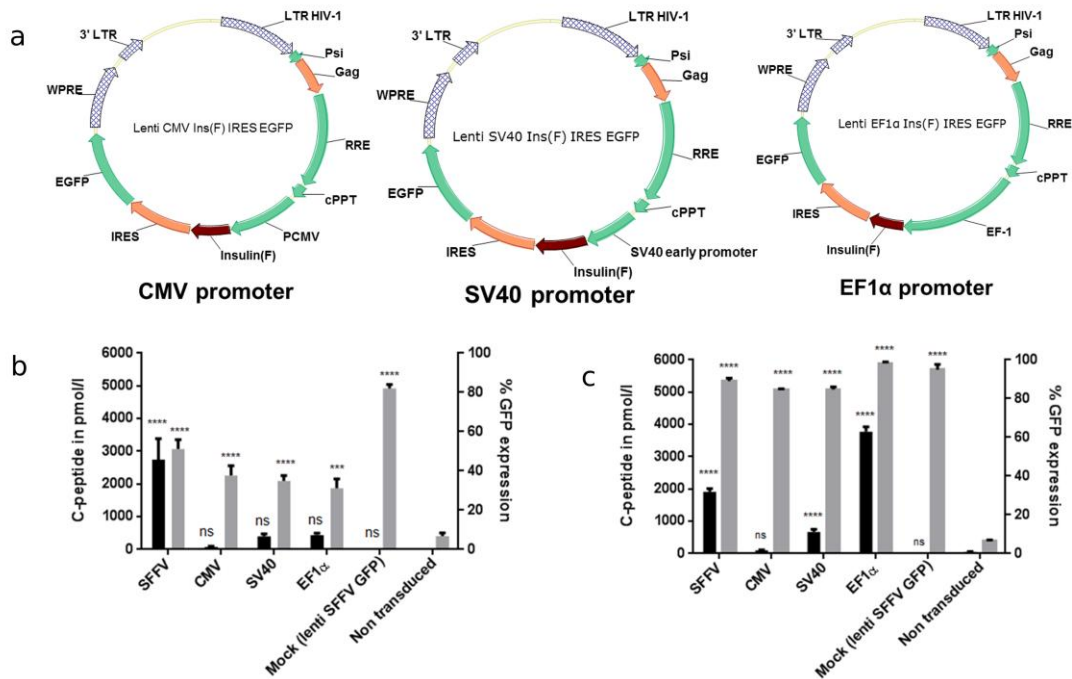 a
LTR HIV-1
3' LTR
Psi
Gag
WPRE
Lenti CMV Ins(F) IRES EGFP
RRE
EGFP
cPPT
IRES
PCMV
Insulin(F)
CMV promoter
LTR HIV-1
3' LTR
Psi
Gag
WPRE
Lenti SV40 Ins(F) IRES EGFP
RRE
EGFP
cPPT
IRES
SV40 early promoter
Insulin(F)
SV40 promoter
LTR HIV-1
3' LTR
Psi
Gag
WPRE
Lenti EF1α Ins(F) IRES EGFP
RRE
EGFP
cPPT
IRES
EF-1
Insulin(F)
EF1α promoter
b
C-peptide in pmol/l
6000
5000
4000
3000
2000
1000
0
100
80
60
40
20
0
% GFP expression
**** **** ns **** ns **** ns *** ns ****
SFFV
CMV
SV40
EF1α
Mock (lenti SFFV GFP)
Non transduced
c
C-peptide in pmol/l
6000
5000
4000
3000
2000
1000
0
100
80
60
40
20
0
% GFP expression
**** **** ns **** **** **** **** **** ns ****
SFFV
CMV
SV40
EF1α
Mock (lenti SFFV GFP)
Non transduced